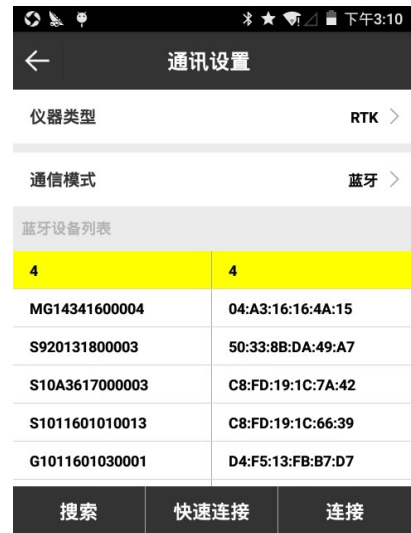 下午3:10
通讯设置
仪器类型 RTK
通信模式 蓝牙
蓝牙设备列表
4 4
MG14341600004 04:A3:16:16:4A:15
S920131800003 50:33:8B:DA:49:A7
S10A3617000003 C8:FD:19:1C:7A:42
S1011601010013 C8:FD:19:1C:66:39
G1011601030001 D4:F5:13:FB:B7:D7
搜索 快速连接 连接